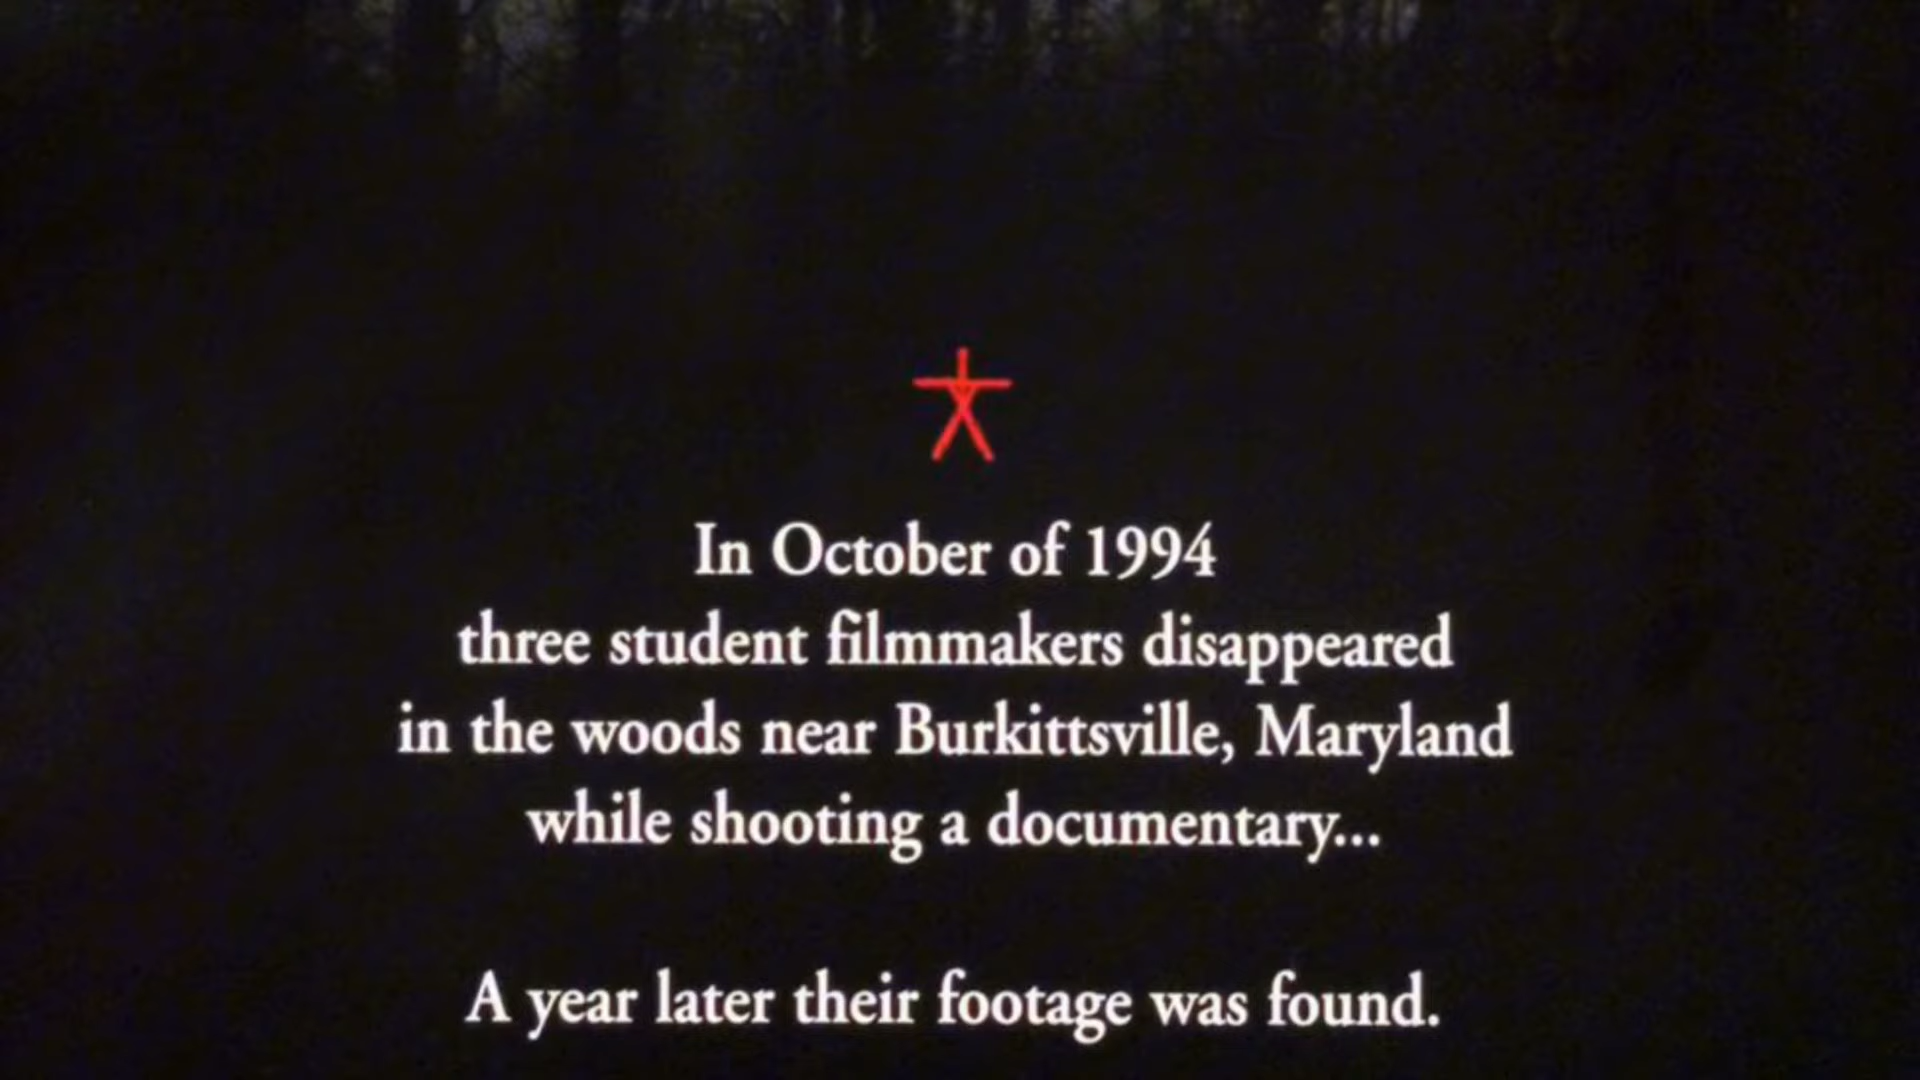 In October of 1994
three student filmmakers disappeared
in the woods near Burkittsville, Maryland
while shooting a documentary...
A year later their footage was found.